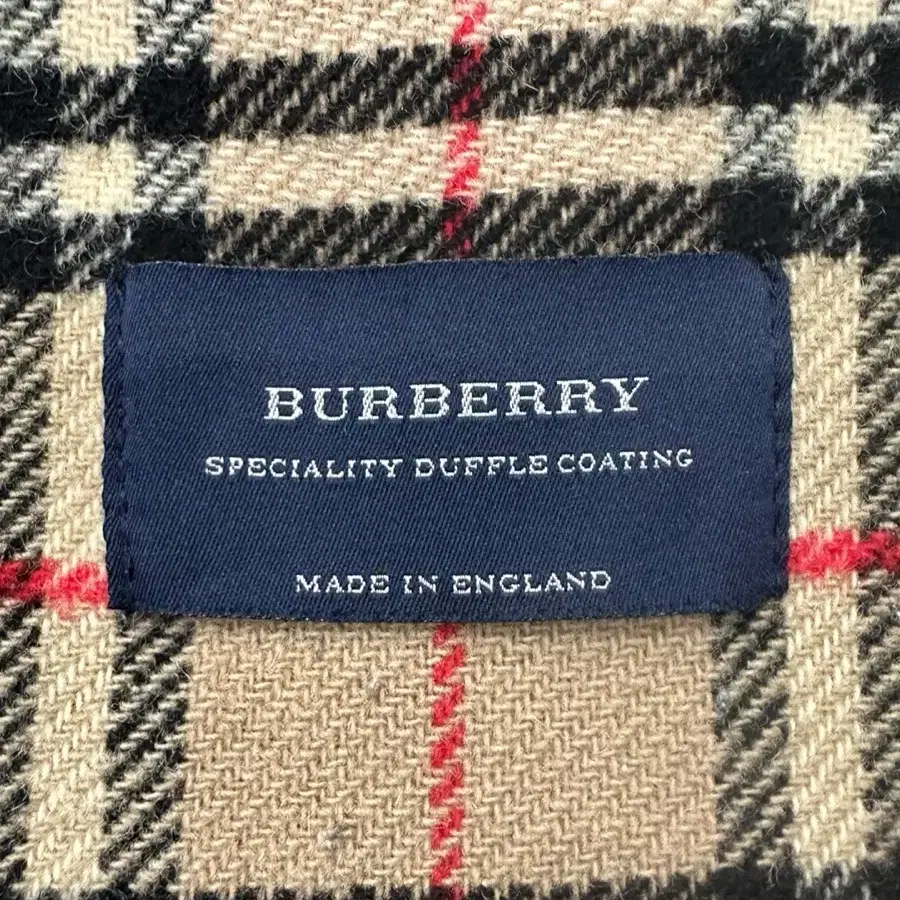 BURBERRY
SPECIALITY DUFFLE COATING
MADE IN ENGLAND